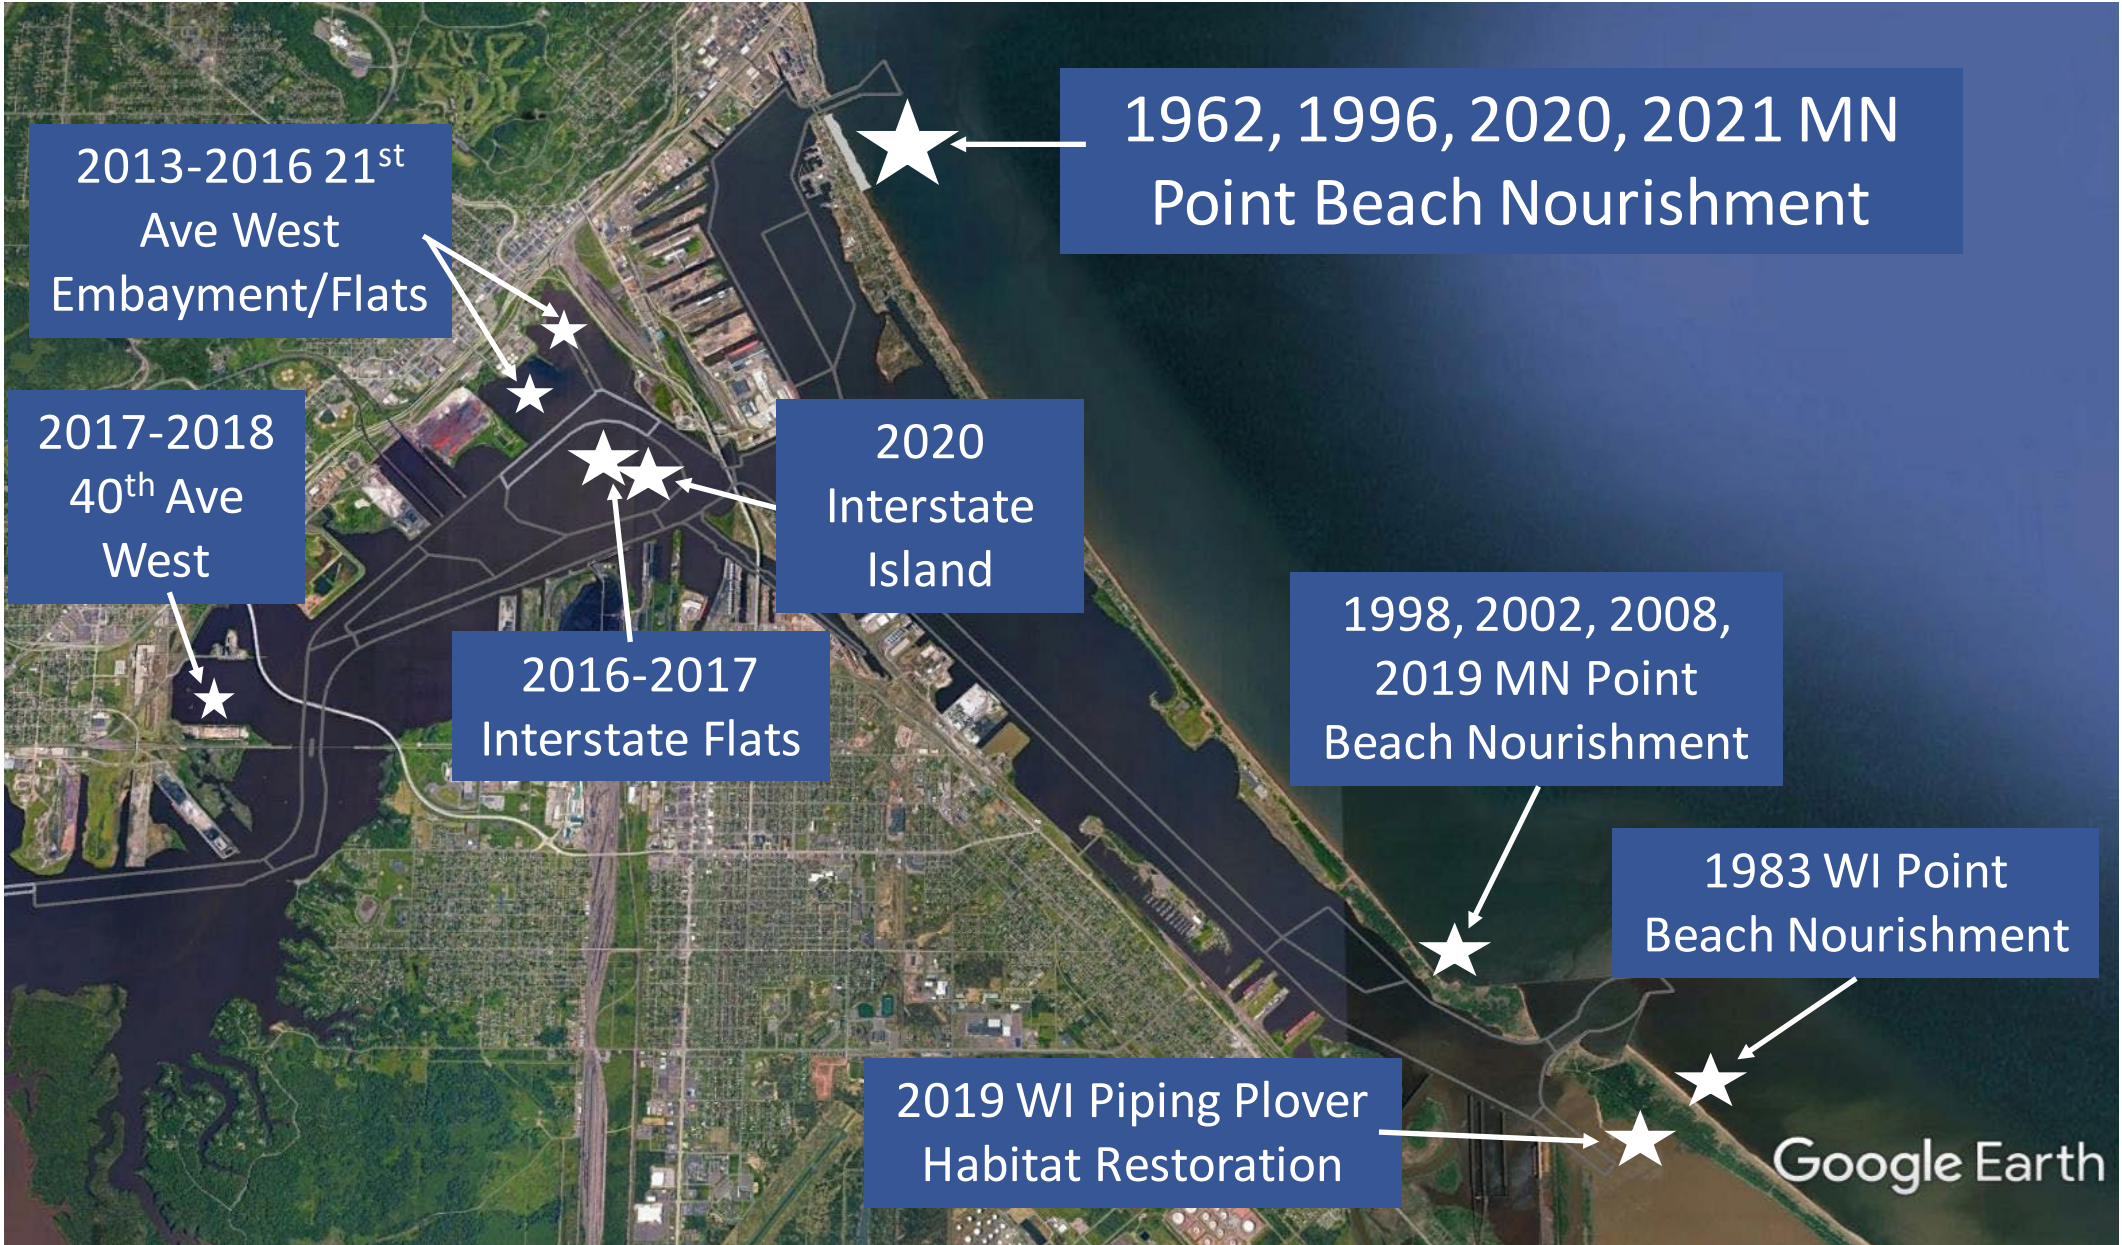 1962, 1996, 2020, 2021 MN
Point Beach Nourishment
2013-2016 21st
Ave West
Embayment/Flats
2017-2018
40th Ave
West
2020
Interstate
Island
2016-2017
Interstate Flats
1998, 2002, 2008,
2019 MN Point
Beach Nourishment
1983 WI Point
Beach Nourishment
2019 WI Piping Plover
Habitat Restoration
Google Earth